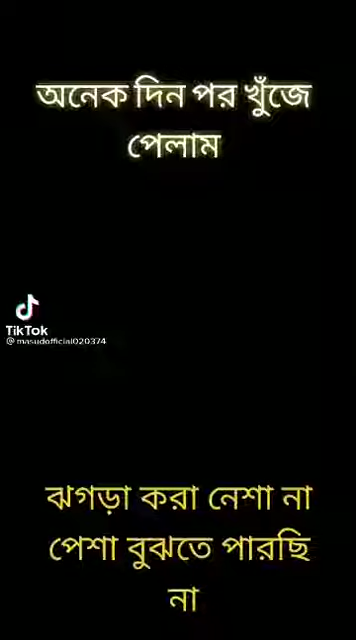 অনেক দিন পর খুঁজে
পেলাম
TikTok
@masudofficial020374
ঝগড়া করা নেশা না
পেশা বুঝতে পারছি
না